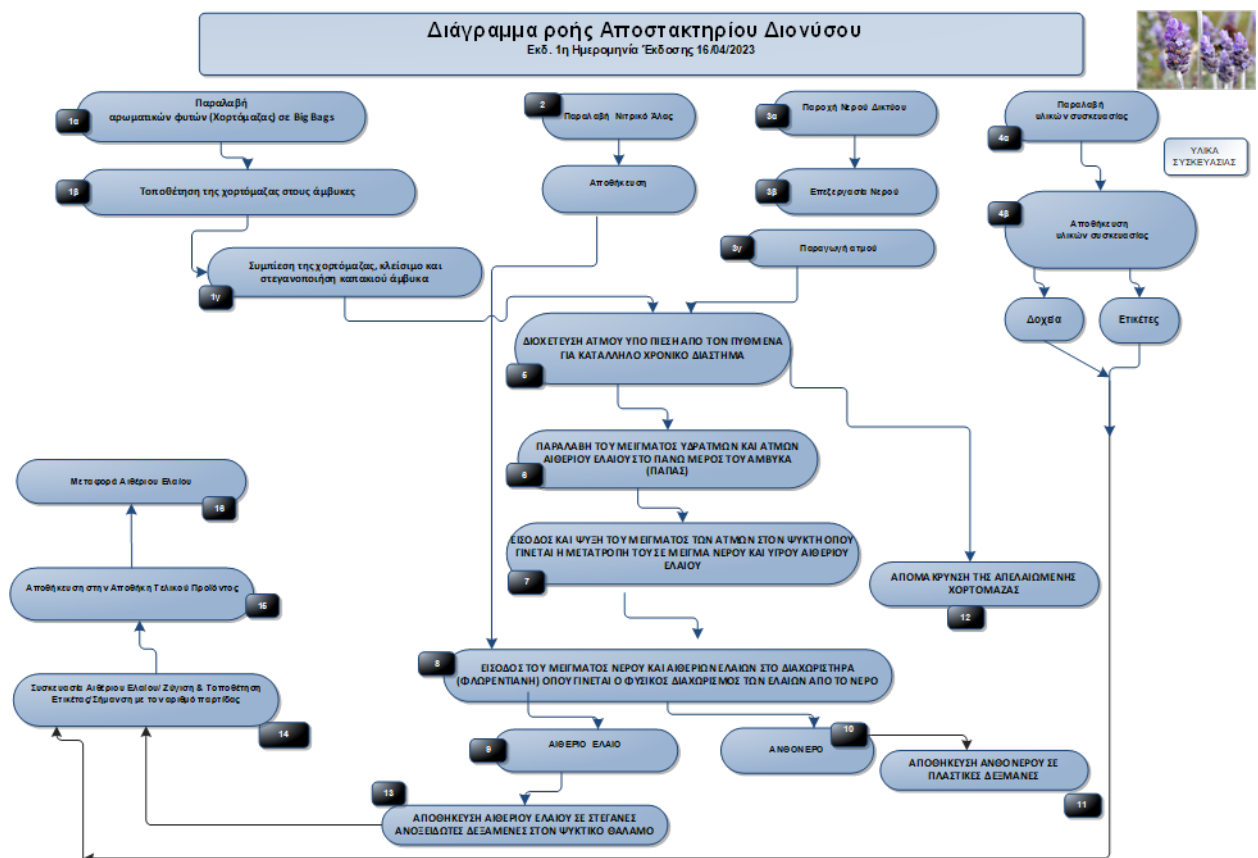 Διάγραμμα ροής Αποστακτηρίου Διονύσου
Εκδ. 1η Ημερομηνία Έκδοσης 16/04/2023
1α
Παραλαβή
αρωματικών φυτών (Χορτόμαζας) σε Big Bags
2
Παραλαβή Νιτρικό Άλας
3α
Παροχή Νερού Δικτύου
4α
Παραλαβή
υλικών συσκευασίας
ΥΛΙΚΑ
ΣΥΣΚΕΥΑΣΙΑΣ
1β
Τοποθέτηση της χορτόμαζας στους άμβυκες
Αποθήκευση
3β
Επεξεργασία Νερού
4β
Αποθήκευση
υλικών συσκευασίας
3γ
Παραγωγή ατμού
Συμπίεση της χορτόμαζας, κλείσιμο και
στεγανοποιήση καπακιού άμβυκα
1γ
Δοχεία
Ετικέτες
ΔΙΟΧΕΤΕΥΣΗ ΑΤΜΟΥ ΥΠΟ ΠΙΕΣΗ ΑΠΟ ΤΟΝ ΠΥΘΜΕΝΑ
ΓΙΑ ΚΑΤΑΛΛΗΛΟ ΧΡΟΝΙΚΟ ΔΙΑΣΤΗΜΑ
5
ΠΑΡΑΛΑΒΗ ΤΟΥ ΜΕΙΓΜΑΤΟΣ ΥΔΡΑΤΜΩΝ ΚΑΙ ΑΤΜΩΝ
ΑΙΘΕΡΙΟΥ ΕΛΑΙΟΥ ΣΤΟ ΠΑΝΩ ΜΕΡΟΣ ΤΟΥ ΑΜΒΥΚΑ
(ΠΑΠΑΣ)
6
Μεταφορά Αιθέριου Ελαίου
16
ΕΙΣΟΔΟΣ ΚΑΙ ΨΥΞΗ ΤΟΥ ΜΕΙΓΜΑΤΟΣ ΤΩΝ ΑΤΜΩΝ ΣΤΟΝ ΨΥΚΤΗ ΟΠΟΥ
ΓΙΝΕΤΑΙ Η ΜΕΤΑΤΡΟΠΗ ΤΟΥ ΣΕ ΜΕΙΓΜΑ ΝΕΡΟΥ ΚΑΙ ΥΓΡΟΥ ΑΙΘΕΡΙΟΥ
ΕΛΑΙΟΥ
7
Αποθήκευση στην Αποθήκη Τελικού Προϊόντος
15
ΑΠΟΜΑΚΡΥΝΣΗ ΤΗΣ ΑΠΕΛΑΙΩΜΕΝΗΣ
ΧΟΡΤΟΜΑΖΑΣ
12
8
ΕΙΣΟΔΟΣ ΤΟΥ ΜΕΙΓΜΑΤΟΣ ΝΕΡΟΥ ΚΑΙ ΑΙΘΕΡΙΩΝ ΕΛΑΙΩΝ ΣΤΟ ΔΙΑΧΩΡΙΣΤΗΡΑ
(ΦΛΩΡΕΝΤΙΑΝΗ) ΟΠΟΥ ΓΙΝΕΤΑΙ Ο ΦΥΣΙΚΟΣ ΔΙΑΧΩΡΙΣΜΟΣ ΤΩΝ ΕΛΑΙΩΝ ΑΠΟ ΤΟ ΝΕΡΟ
Συσκευασία Αιθέριου Ελαίου/ Ζύγιση & Τοποθέτηση
Ετικέτας/Σήμανση με τον αριθμό παρτίδας
14
9
ΑΙΘΕΡΙΟ ΕΛΑΙΟ
ΑΝΘΟΝΕΡΟ
10
ΑΠΟΘΗΚΕΥΣΗ ΑΝΘΟΝΕΡΟΥ ΣΕ
ΠΛΑΣΤΙΚΕΣ ΔΕΞΜΑΝΕΣ
11
13
ΑΠΟΘΗΚΕΥΣΗ ΑΙΘΕΡΙΟΥ ΕΛΑΙΟΥ ΣΕ ΣΤΕΓΑΝΕΣ
ΑΝΟΞΕΙΔΩΤΕΣ ΔΕΞΑΜΕΝΕΣ ΣΤΟΝ ΨΥΚΤΙΚΟ ΘΑΛΑΜΟ